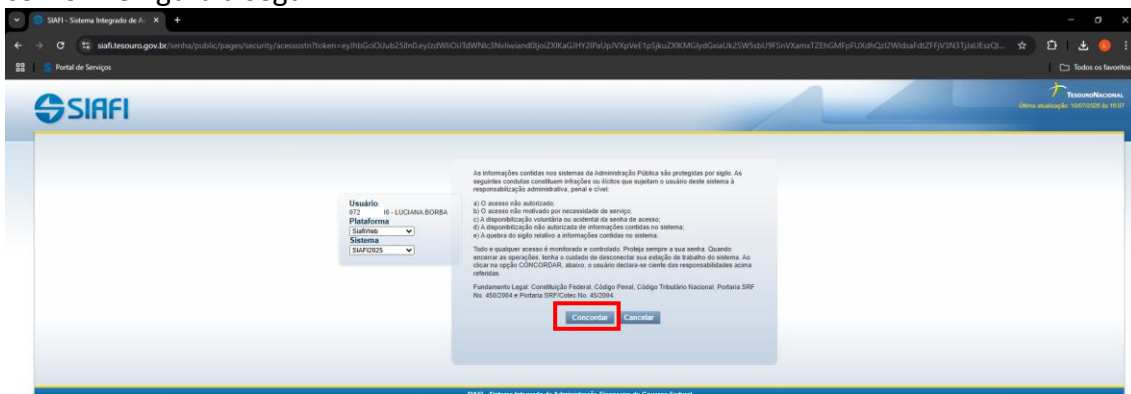 SIAFI - Sistema Integrado de A
siafi.tesouro.gov.br/senha/public/pages/security/acessostn?token=
Portal de Serviços
Todos os favoritos
SIAFI
TESOURONACIONAL
Última atualização: 10/07/2025 às
As informações contidas nos sistemas da Administração Pública são protegidas por sigilo. As
seguintes condutas constituem infrações ou ilícitos que sujeitam o usuário deste sistema à
responsabilização administrativa, penal e cível:
a) O acesso não autorizado;
b) O acesso não motivado por necessidade de serviço;
c) A disponibilização voluntária ou acidental da senha de acesso;
d) A disponibilização não autorizada de informações contidas no sistema;
e) A quebra do sigilo relativo a informações contidas no sistema.
Todo e qualquer acesso é monitorado e controlado. Proteja sempre a sua senha. Quando
encerrar as operações, tenha o cuidado de desconectar sua estação de trabalho do sistema. Ao
clicar na opção CONCORDAR, abaixo, o usuário declara-se ciente das responsabilidades acima
referidas.
Fundamento Legal: Constituição Federal, Código Penal, Código Tributário Nacional, Portaria SRF
No. 450/2004 e Portaria SRF/Cotec No. 45/2004.
Usuário
072 I0 - LUCIANA.BORBA
Plataforma
SiafiWeb
Sistema
SIAFI2025
Concordar Cancelar
SIAFI - Sistema Integrado de Administração Financeira do Governo Federal